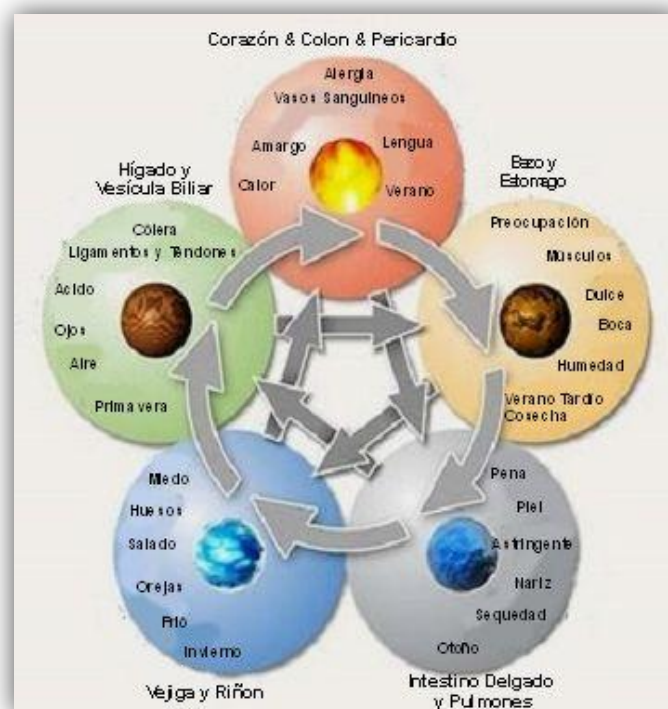 Corazón & Colon & Pericardio
Alergia
Vasos Sanguineos
Amargo
Lengua
Calor
Verano
Hígado y
Vesícula Biliar
Cólera
Ligamentos y Tendones
Acido
Ojos
Aire
Primavera
Bazo y
Estomago
Preocupación
Músculos
Dulce
Boca
Humedad
Verano Tardío
Cosecha
Miedo
Huesos
Salado
Orejas
Frio
Invierno
Vejiga y Riñon
Pena
Piel
Astringente
Nariz
Sequedad
Otoño
Intestino Delgado
y Pulmones